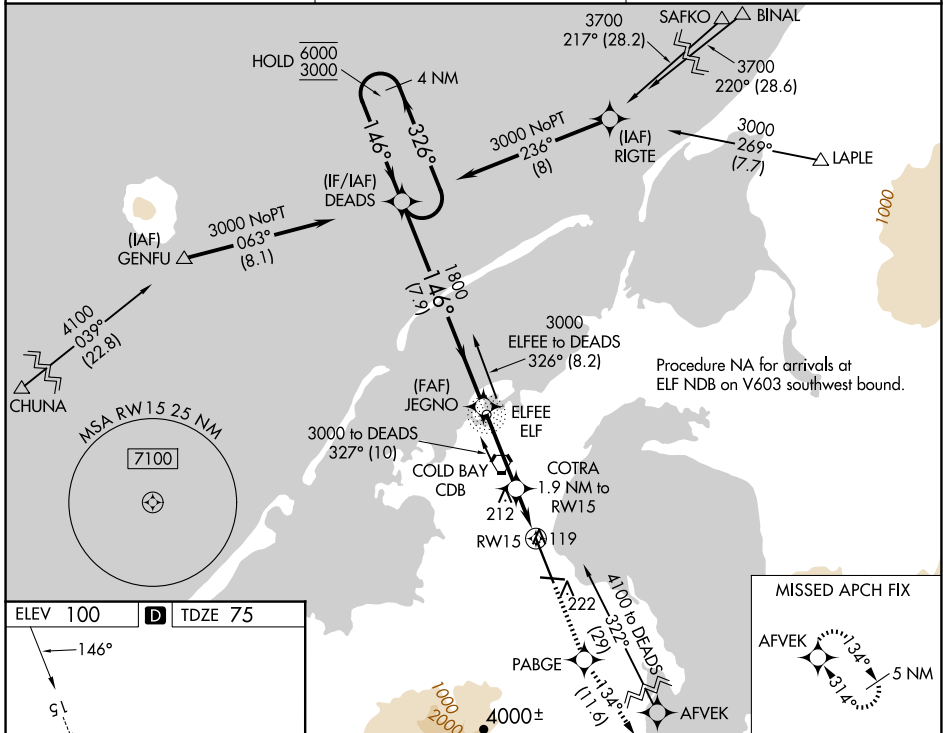 3700
217° (28.2)
SAFKO
BINAL
3700
220° (28.6)
HOLD 6000
3000
4 NM
146°
326°
3000 NoPT
236°
(8)
(IAF)
RIGTE
3000
269°
(7.7)
LAPLE
(IF/IAF)
DEADS
3000 NoPT
063°
(8.1)
(IAF)
GENFU
1000
4100
039°
(22.8)
CHUNA
1800
146°
(7.9)
3000
ELFEE to DEADS
326° (8.2)
Procedure NA for arrivals at
ELF NDB on V603 southwest bound.
(FAF)
JEGNO
ELFEE
ELF
MSA RW15 25 NM
7100
3000 to DEADS
327° (10)
COLD BAY
CDB
COTRA
1.9 NM to
RW15
212
RW15
119
222
4100 to DEADS
322°
(29)
PABGE
134°
(11.6)
AFVEK
1000
2000
4000±
MISSED APCH FIX
AFVEK
134°
314°
5 NM
ELEV 100
D
TDZE 75
146°
15